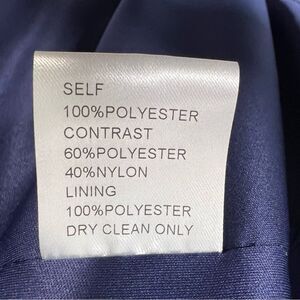 SELF
100%POLYESTER
CONTRAST
60%POLYESTER
40%NYLON
LINING
100%POLYESTER
DRY CLEAN ONLY